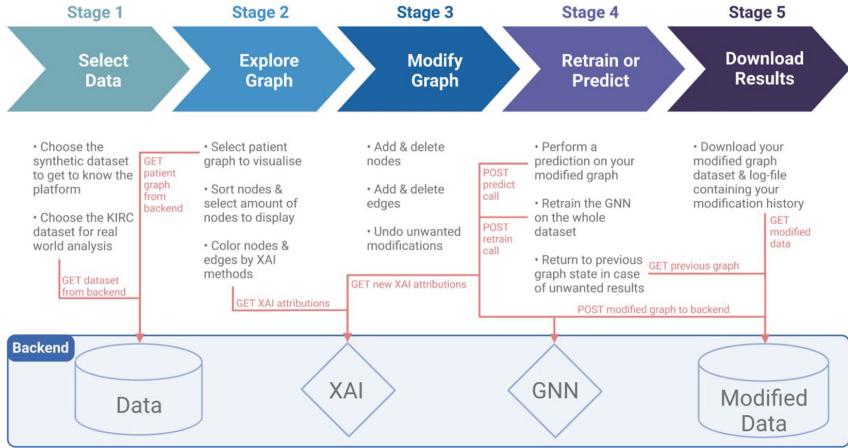 Stage 1
Stage 2
Stage 3
Stage 4
Stage 5
Select
Data
Explore
Graph
Modify
Graph
Retrain or
Predict
Download
Results
• Choose the
synthetic dataset
to get to know the
platform
• Choose the KIRC
dataset for real
world analysis
GET
patient
graph
from
backend
GET dataset
from backend
• Select patient
graph to visualise
• Sort nodes &
select amount of
nodes to display
• Color nodes &
edges by XAI
methods
GET XAI attributions
• Add & delete
nodes
• Add & delete
edges
• Undo unwanted
modifications
GET new XAI attributions
POST
predict
call
POST
retrain
call
• Perform a
prediction on your
modified graph
• Retrain the GNN
on the whole
dataset
• Return to previous
graph state in case
of unwanted results
• Download your
modified graph
dataset & log-file
containing your
modification history
GET
modified
data
GET previous graph
POST modified graph to backend
Backend
Data
XAI
GNN
Modified
Data